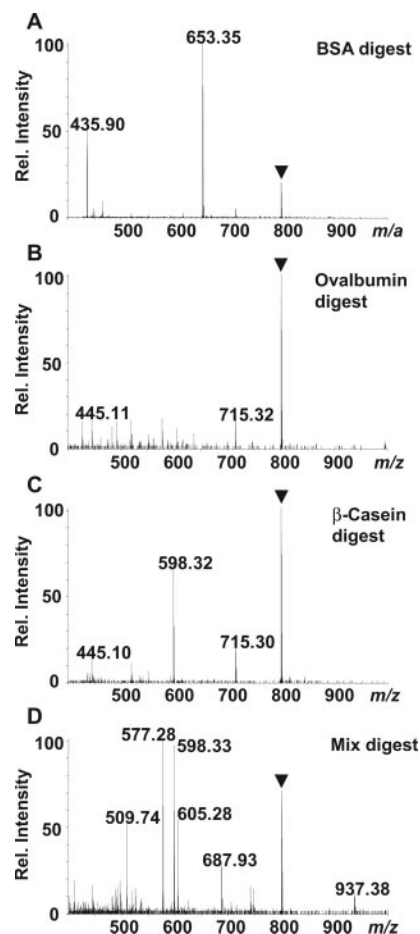 A
BSA digest
Rel. Intensity
100
50
0
435.90
653.35
500 600 700 800 900 m/a
B
Ovalbumin
digest
Rel. Intensity
100
50
0
445.11
715.32
500 600 700 800 900 m/z
C
β-Casein
digest
Rel. Intensity
100
50
0
598.32
445.10
715.30
500 600 700 800 900 m/z
D
Mix digest
Rel. Intensity
100
50
0
577.28
598.33
509.74
605.28
687.93
937.38
500 600 700 800 900 m/z